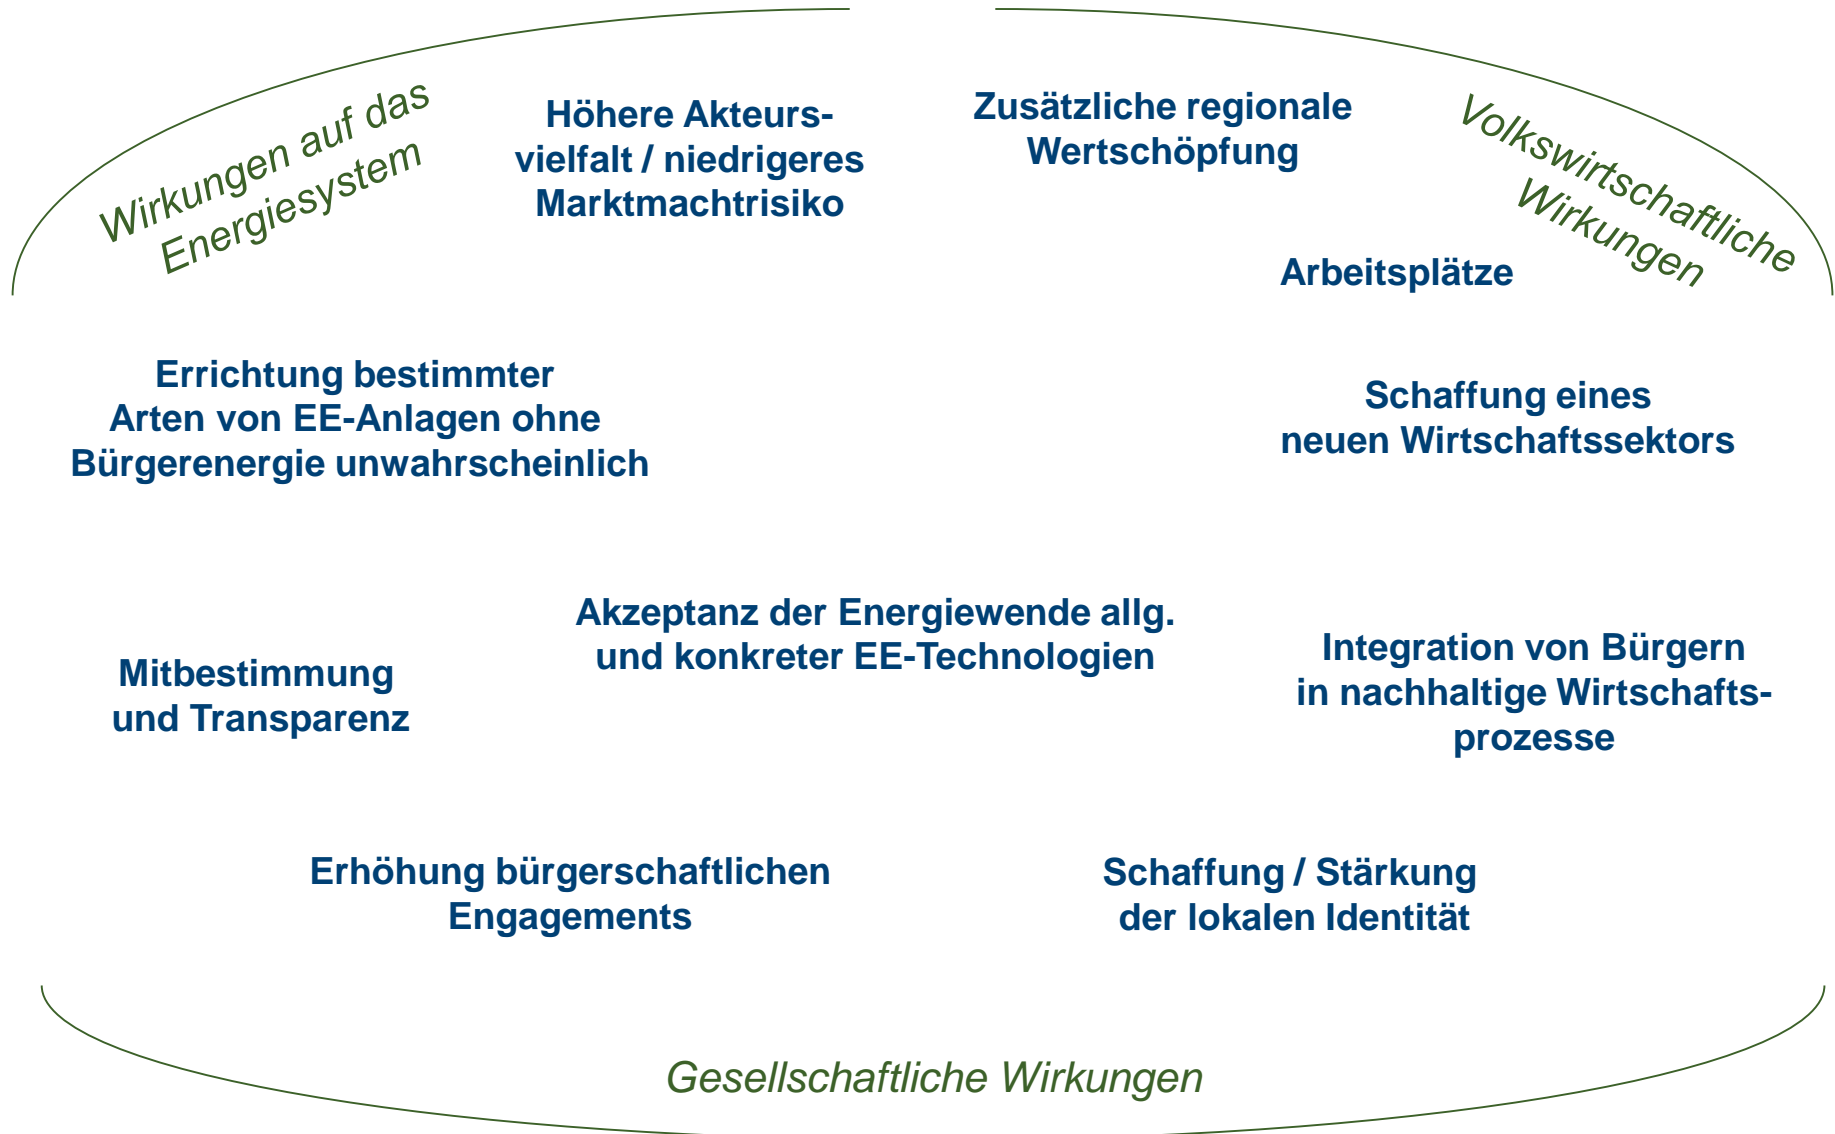 Wirkungen auf das
Energiesystem
Höhere Akteurs-
vielfalt / niedrigeres
Marktmachtrisiko
Zusätzliche regionale
Wertschöpfung
Volkswirtschaftliche
Wirkungen
Arbeitsplätze
Errichtung bestimmter
Arten von EE-Anlagen ohne
Bürgerenergie unwahrscheinlich
Schaffung eines
neuen Wirtschaftssektors
Akzeptanz der Energiewende allg.
und konkreter EE-Technologien
Mitbestimmung
und Transparenz
Integration von Bürgern
in nachhaltige Wirtschafts-
prozesse
Erhöhung bürgerschaftlichen
Engagements
Schaffung / Stärkung
der lokalen Identität
Gesellschaftliche Wirkungen